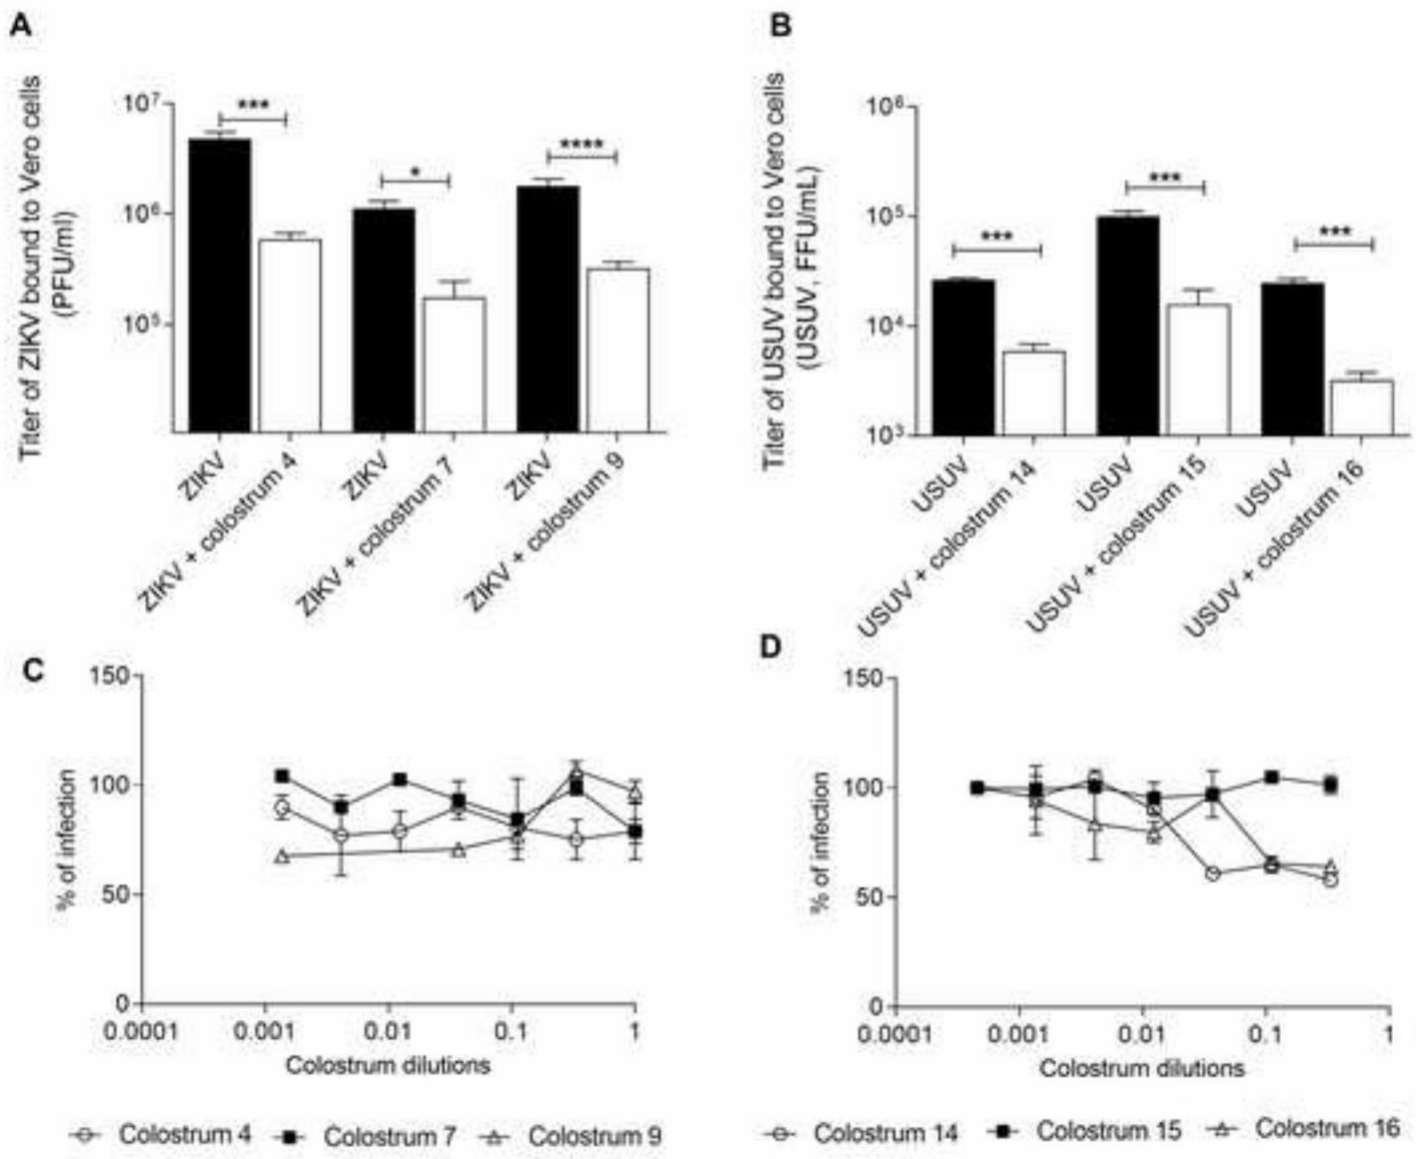 A
Titer of ZIKV bound to Vero cells
(PFU/ml)
10⁷
10⁶
10⁵
***
*
****
ZIKV
ZIKV + colostrum 4
ZIKV
ZIKV + colostrum 7
ZIKV
ZIKV + colostrum 9
B
Titer of USUV bound to Vero cells
(USUV, FFU/mL)
10⁶
10⁵
10⁴
10³
***
***
***
USUV
USUV + colostrum 14
USUV
USUV + colostrum 15
USUV
USUV + colostrum 16
C
% of infection
150
100
50
0
0.0001 0.001 0.01 0.1 1
Colostrum dilutions
Colostrum 4 Colostrum 7 Colostrum 9
D
% of infection
150
100
50
0
0.0001 0.001 0.01 0.1 1
Colostrum dilutions
Colostrum 14 Colostrum 15 Colostrum 16